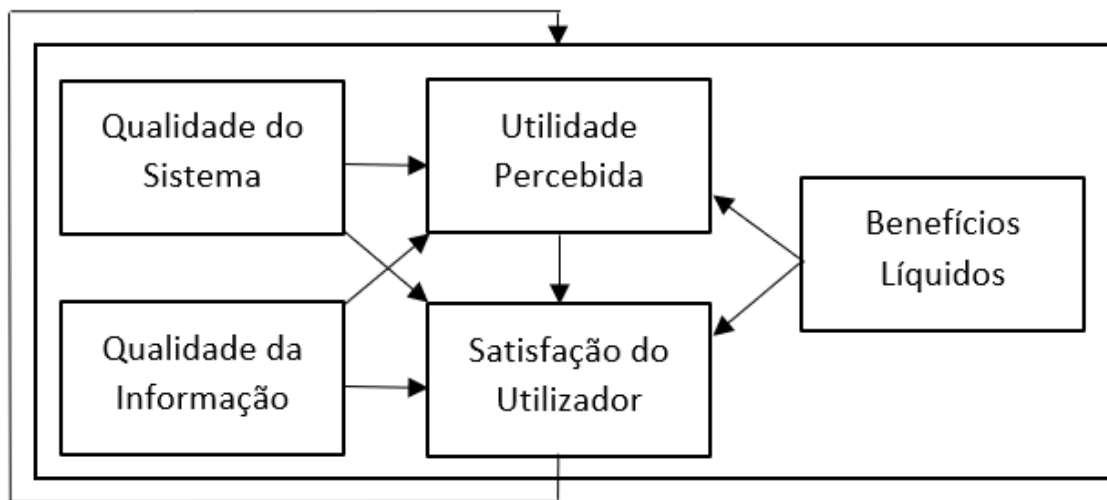 Qualidade do
Sistema
Utilidade
Percebida
Benefícios
Líquidos
Qualidade da
Informação
Satisfação do
Utilizador